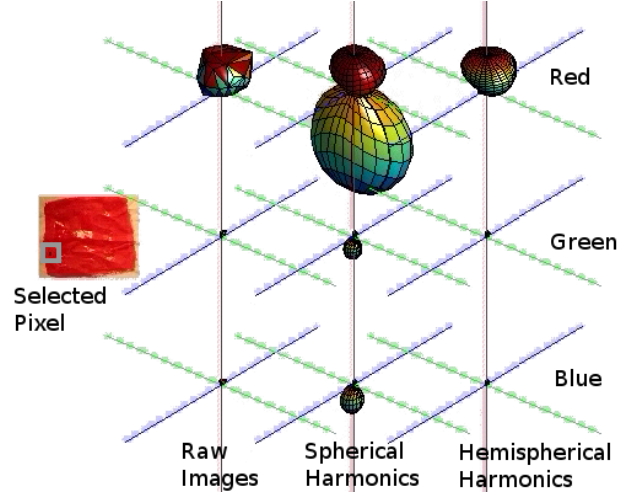 Red
Green
Selected
Pixel
Blue
Raw
Images
Spherical
Harmonics
Hemispherical
Harmonics